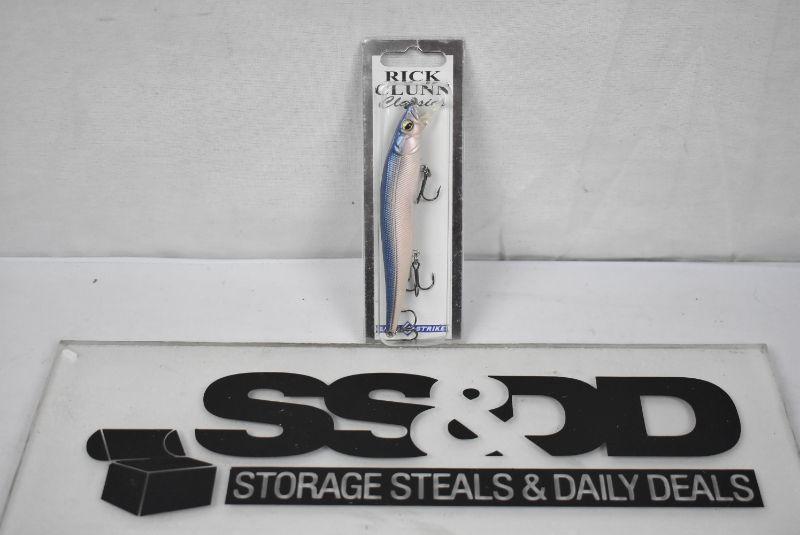 RICK
CLUNN
Classics
STRIKE
SS&DD
STORAGE STEALS & DAILY DEALS